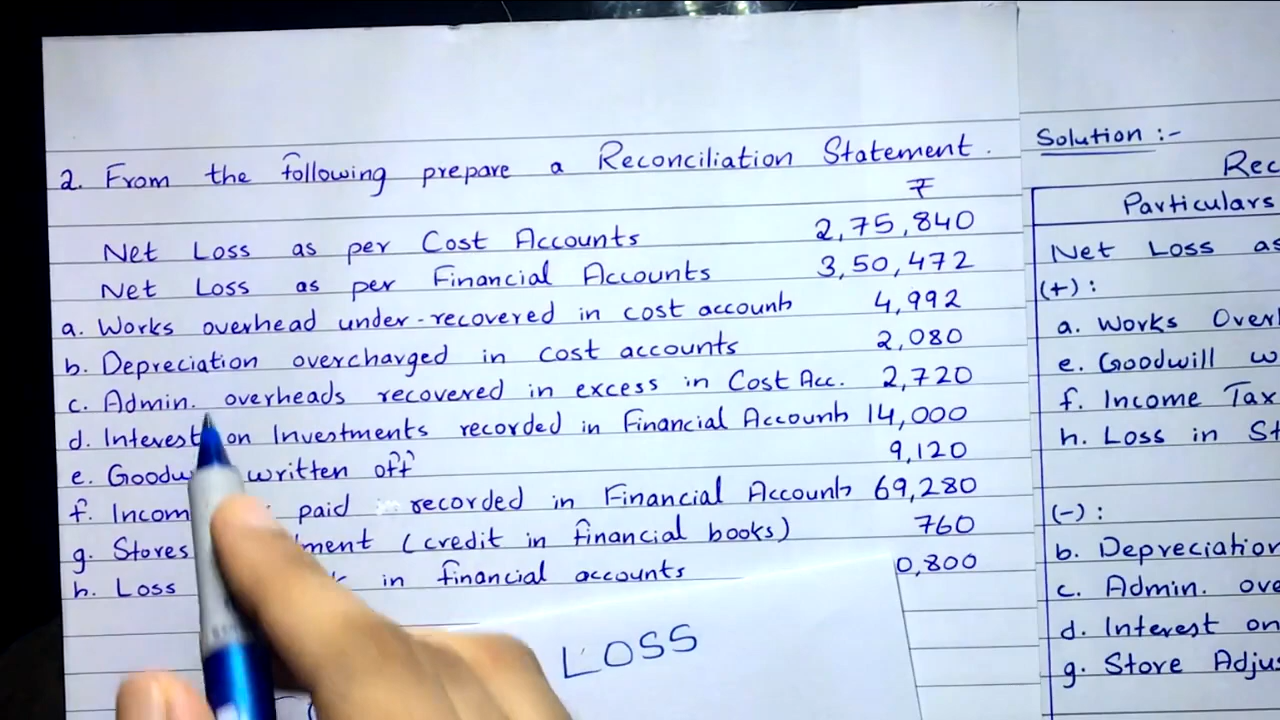 2. From the following prepare a Reconciliation Statement.
₹
Net Loss as per Cost Accounts 2,75,840
Net Loss as per Financial Accounts 3,50,472
a. Works overhead under-recovered in cost accounts 4,992
b. Depreciation overcharged in cost accounts 2,080
c. Admin. overheads recovered in excess in Cost Acc. 2,720
d. Interest on Investments recorded in Financial Accounts 14,000
e. Goodw written off 9,120
f. Incom paid recorded in Financial Accounts 69,280
g. Stores ment (credit in financial books) 760
h. Loss in financial accounts 0,800
LOSS
Solution :-
Rec
Particulars
Net Loss as
(+) :
a. Works Over
e. Goodwill w
f. Income Tax
h. Loss in St
(-) :
b. Depreciation
c. Admin. ove
d. Interest on
g. Store Adju